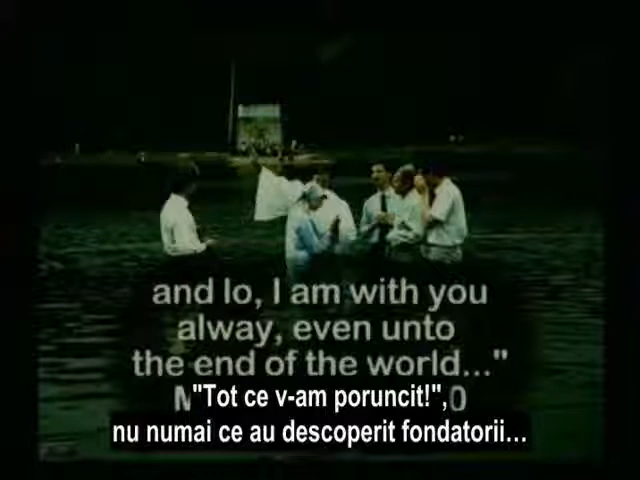 and lo, I am with you
alway, even unto
the end of the world..."
"Tot ce v-am poruncit!",
nu numai ce au descoperit fondatorii...